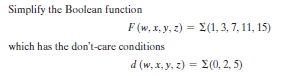 Simplify the Boolean function
F (w, x, y, z) = Σ(1, 3, 7, 11, 15)
which has the don't-care conditions
d (w, x, y, z) = Σ(0, 2, 5)